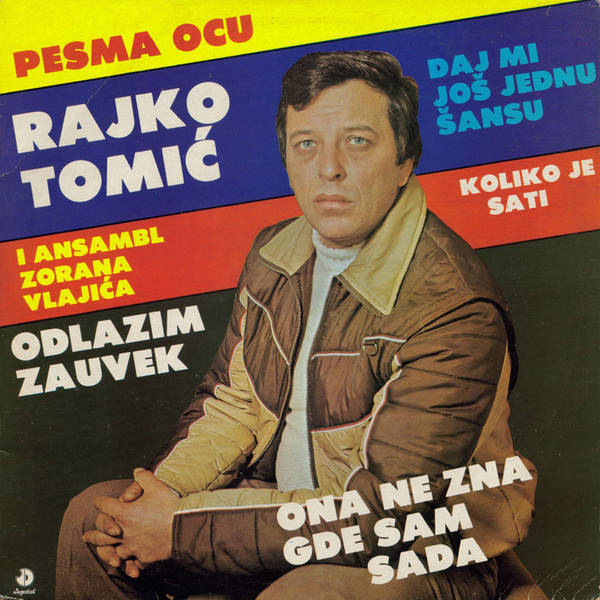 PESMA OCU
RAJKO
TOMIĆ
DAJ MI
JOŠ JEDNU
ŠANSU
KOLIKO JE
SATI
I ANSAMBL
ZORANA
VLAJIĆA
ODLAZIM
ZAUVEK
ONA NE ZNA
GDE SAM
SADA
Jugodisk